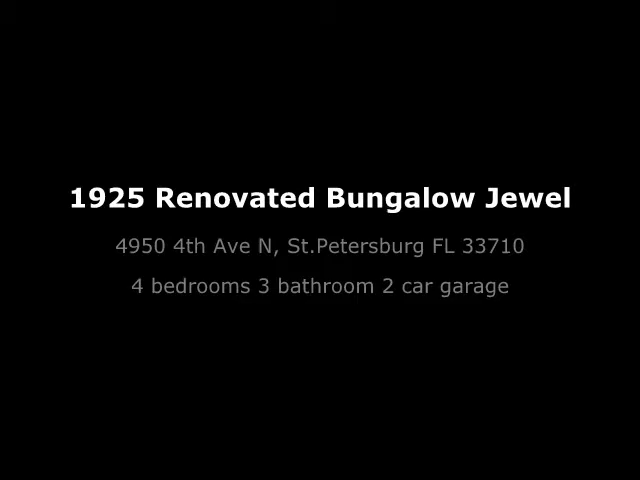 1925 Renovated Bungalow Jewel
4950 4th Ave N, St.Petersburg FL 33710
4 bedrooms 3 bathroom 2 car garage